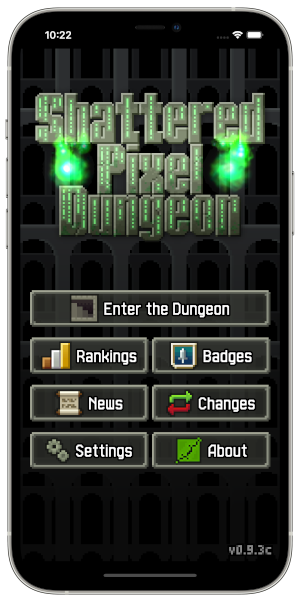 10:22
Shattered
Pixel
Dungeon
Enter the Dungeon
Rankings
Badges
News
Changes
Settings
About
v0.9.3c